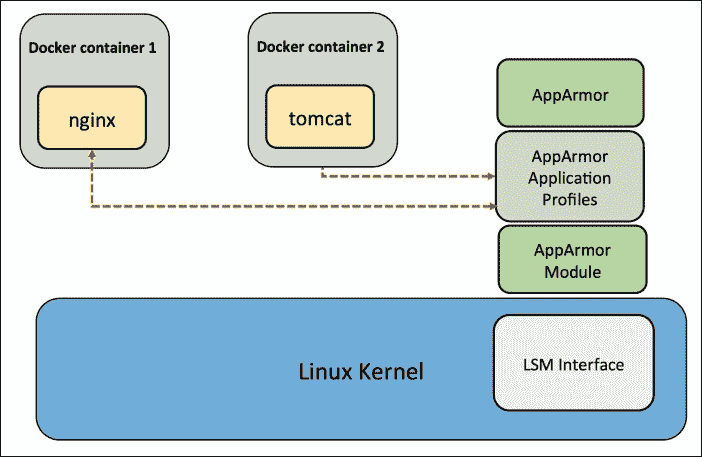 Docker container 1
nginx
Docker container 2
tomcat
AppArmor
AppArmor
Application
Profiles
AppArmor
Module
Linux Kernel
LSM Interface